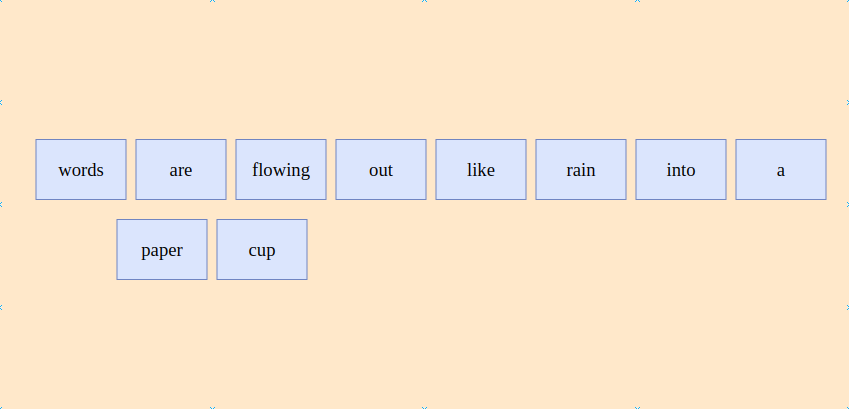 words are flowing out like rain into a
paper cup